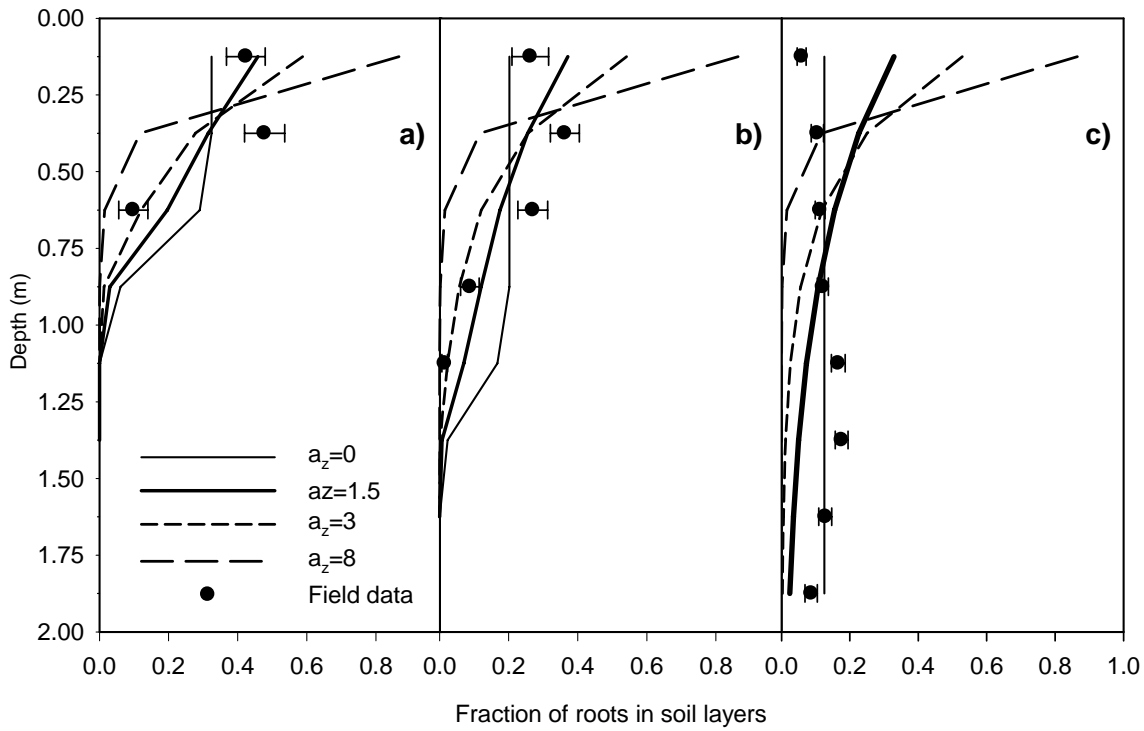 0.00
0.25
0.50
0.75
1.00
1.25
1.50
1.75
2.00
Depth (m)
a)
b)
c)
a_z=0
az=1.5
a_z=3
a_z=8
Field data
0.0 0.2 0.4 0.6 0.8 0.0 0.2 0.4 0.6 0.8 0.0 0.2 0.4 0.6 0.8 1.0
Fraction of roots in soil layers